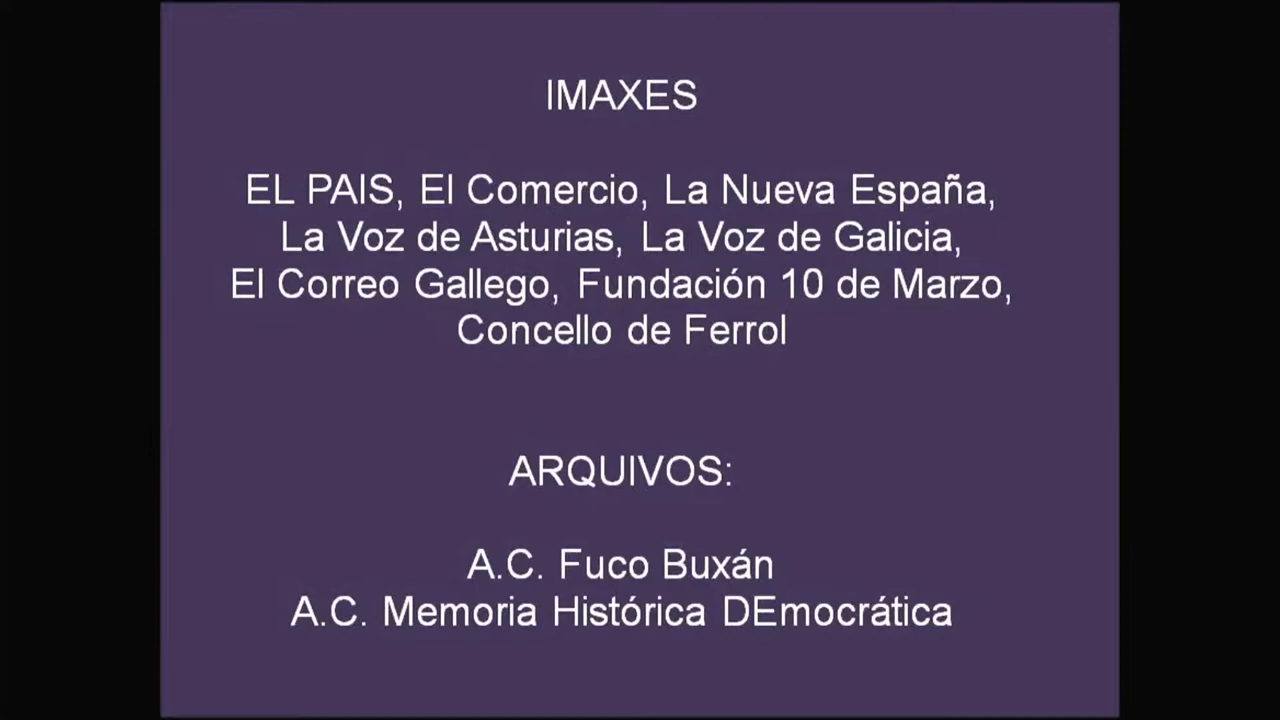 IMAXES
EL PAIS, El Comercio, La Nueva España,
La Voz de Asturias, La Voz de Galicia,
El Correo Gallego, Fundación 10 de Marzo,
Concello de Ferrol
ARQUIVOS:
A.C. Fuco Buxán
A.C. Memoria Histórica DEmocrática